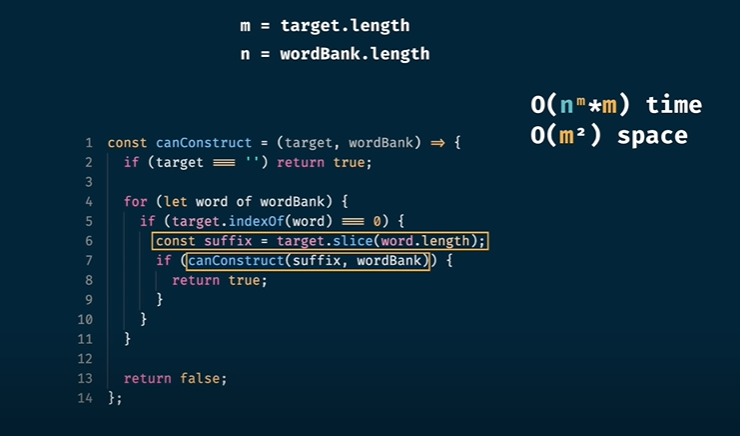 m = target.length
n = wordBank.length
O(nᵐ*m) time
O(m²) space
1 const canConstruct = (target, wordBank) => {
2   if (target === '') return true;
3
4   for (let word of wordBank) {
5     if (target.indexOf(word) === 0) {
6       const suffix = target.slice(word.length);
7       if (canConstruct(suffix, wordBank)) {
8         return true;
9       }
10     }
11   }
12
13   return false;
14 };